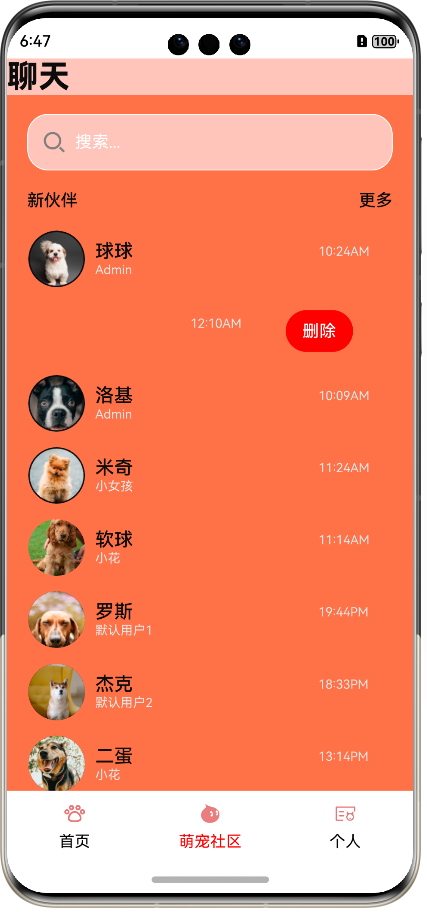 6:47
100
聊天
搜索...
新伙伴 更多
球球 10:24AM
Admin
12:10AM 删除
洛基 10:09AM
Admin
米奇 11:24AM
小女孩
软球 11:14AM
小花
罗斯 19:44PM
默认用户1
杰克 18:33PM
默认用户2
二蛋 13:14PM
小花
首页 萌宠社区 个人